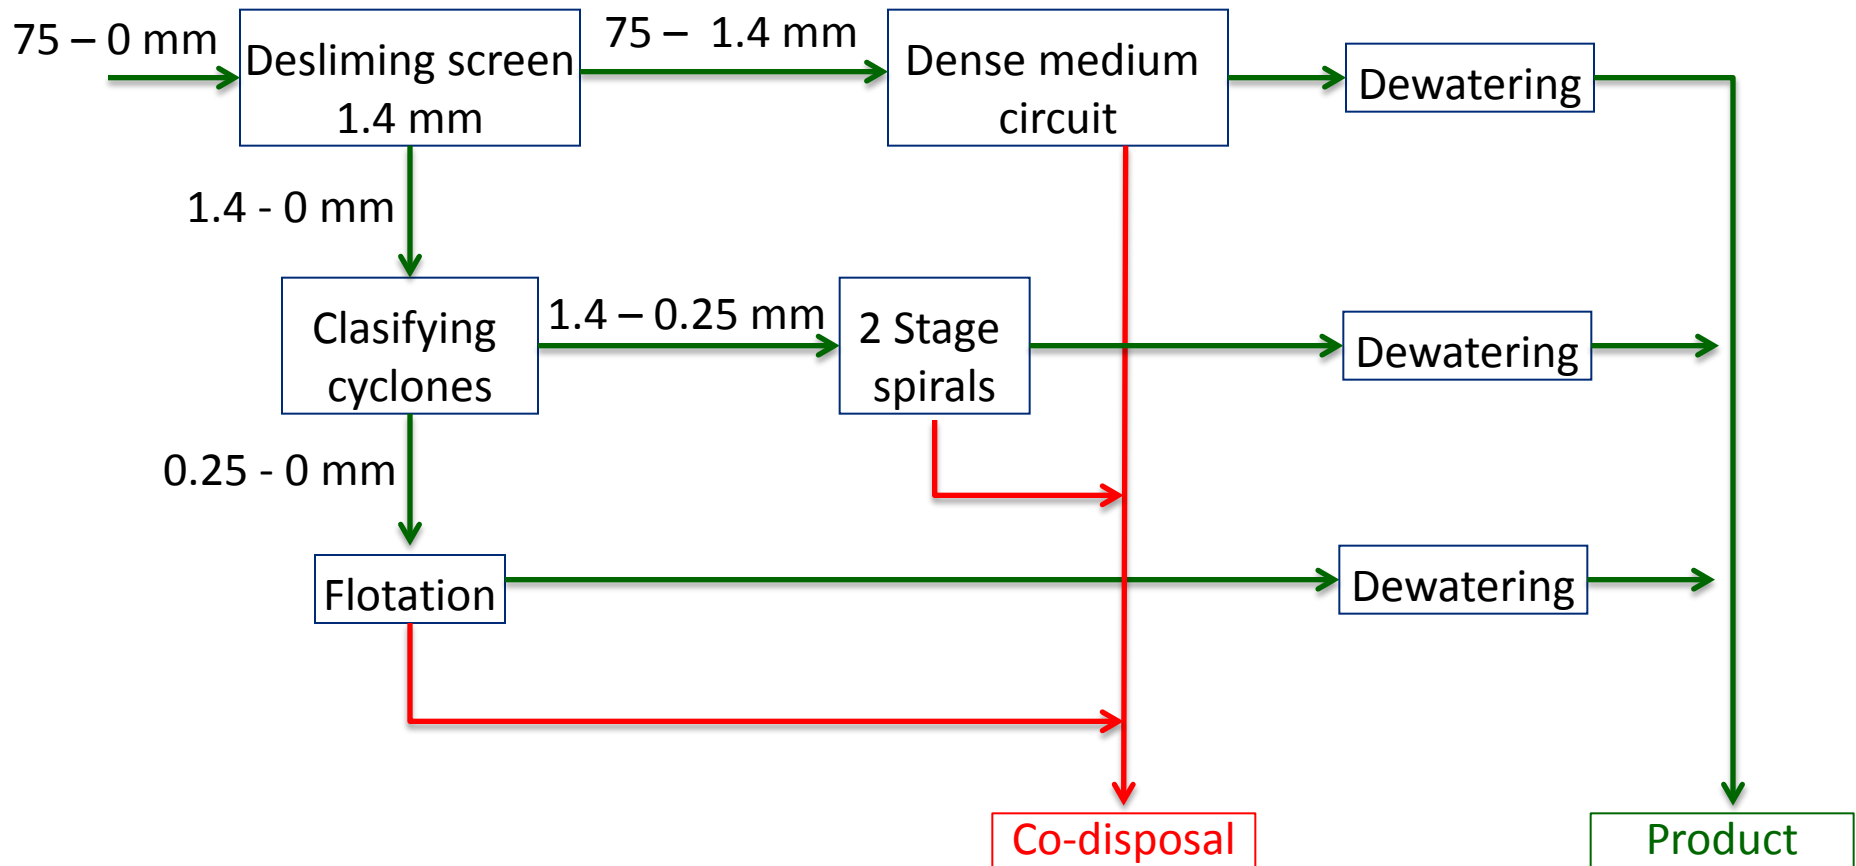 75 – 0 mm
Desliming screen
1.4 mm
75 – 1.4 mm
Dense medium
circuit
Dewatering
1.4 - 0 mm
Clasifying
cyclones
1.4 – 0.25 mm
2 Stage
spirals
Dewatering
0.25 - 0 mm
Flotation
Dewatering
Co-disposal
Product